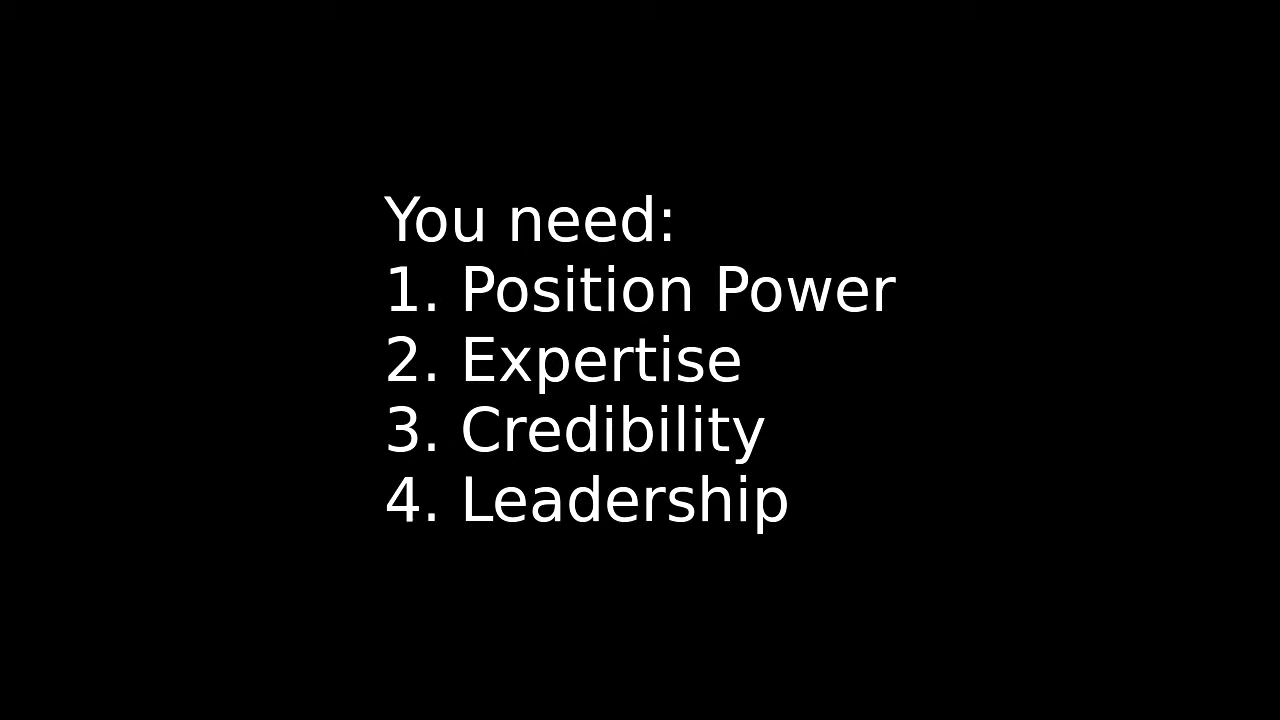 You need:
1. Position Power
2. Expertise
3. Credibility
4. Leadership